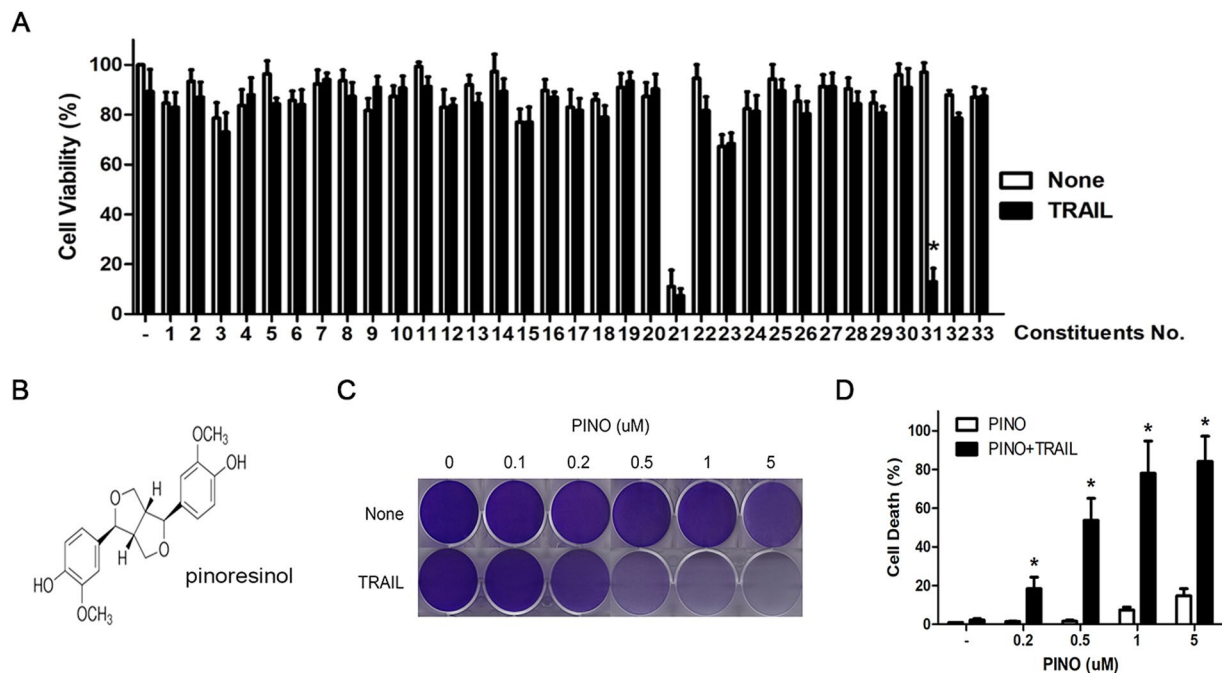 A
Cell Viability (%)
100
80
60
40
20
0
- 1 2 3 4 5 6 7 8 9 10 11 12 13 14 15 16 17 18 19 20 21 22 23 24 25 26 27 28 29 30 31 32 33 Constituents No.
*
None
TRAIL
B
OCH3
OH
O
H
H
O
HO
OCH3
pinoresinol
C
PINO (uM)
0 0.1 0.2 0.5 1 5
None
TRAIL
D
PINO
PINO+TRAIL
Cell Death (%)
100
80
60
40
20
0
* * * *
- 0.2 0.5 1 5
PINO (uM)